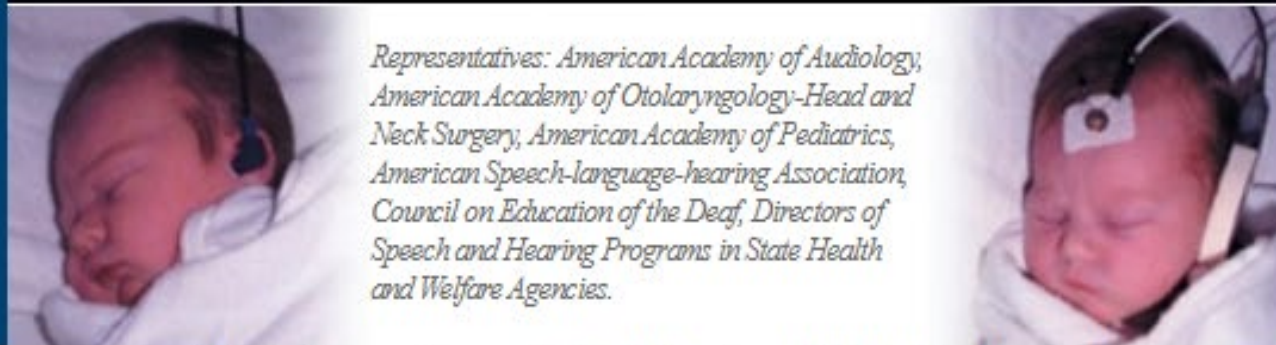 Representatives: American Academy of Audiology,
American Academy of Otolaryngology-Head and
Neck Surgery, American Academy of Pediatrics,
American Speech-language-hearing Association,
Council on Education of the Deaf, Directors of
Speech and Hearing Programs in State Health
and Welfare Agencies.